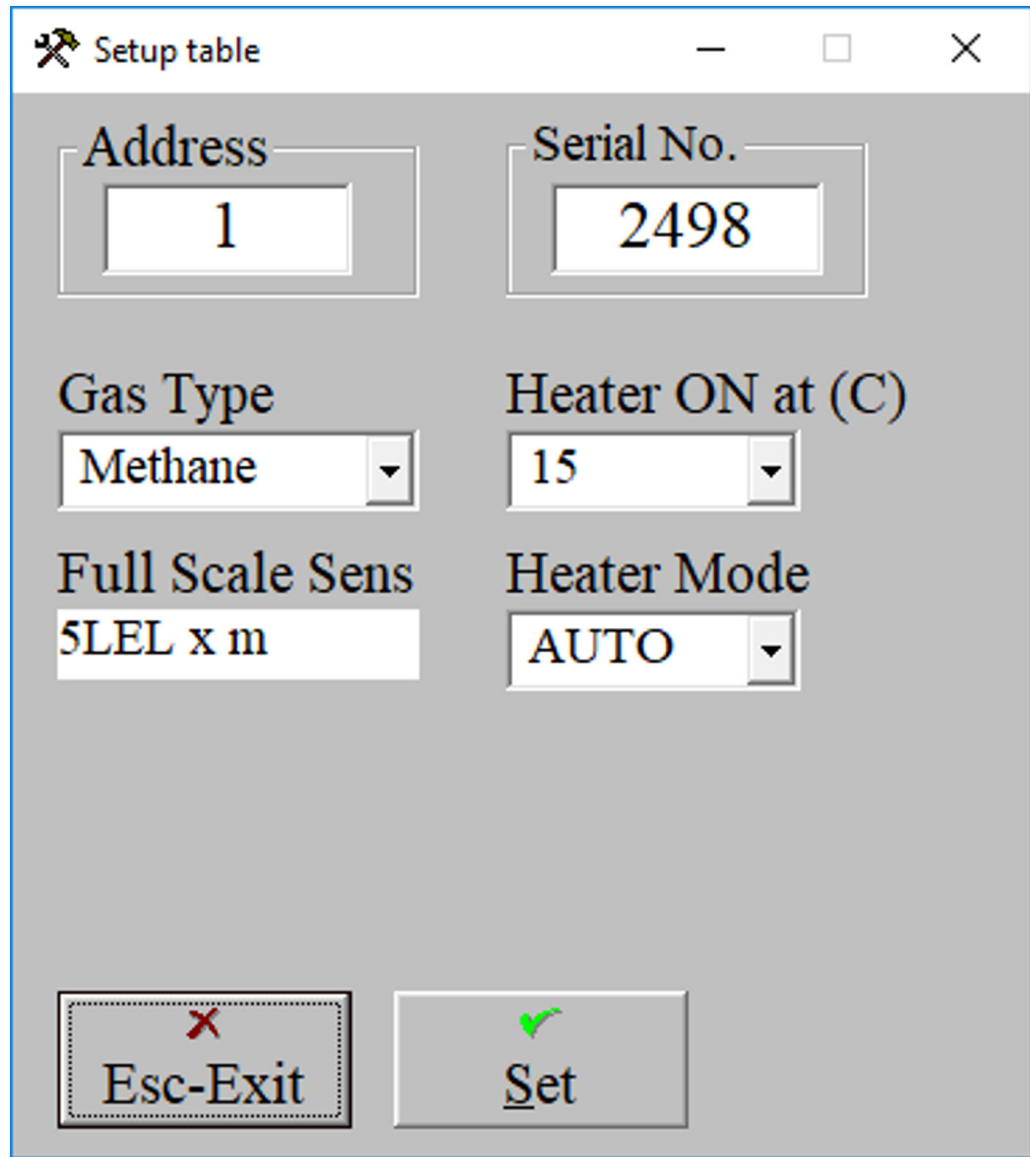 Setup table
Address
Serial No.
1
2498
Gas Type
Heater ON at (C)
Methane
15
Full Scale Sens
Heater Mode
5LEL x m
AUTO
Esc-Exit
Set